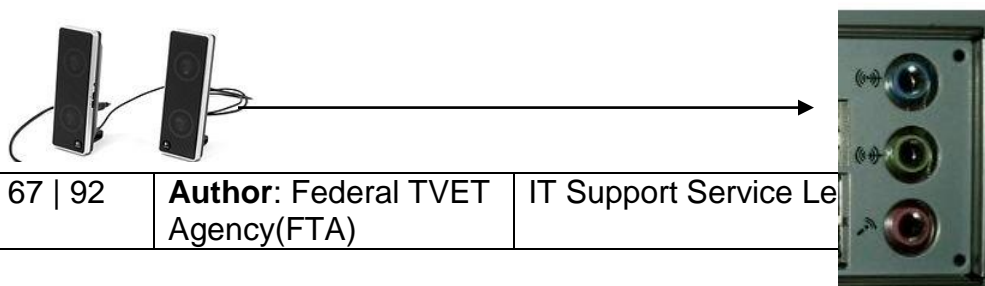 67 | 92 Author: Federal TVET IT Support Service Le
Agency(FTA)